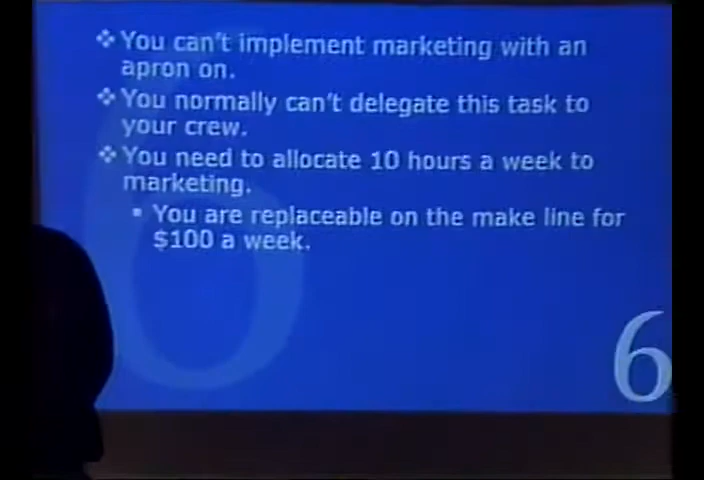 ❖ You can't implement marketing with an
apron on.
❖ You normally can't delegate this task to
your crew.
❖ You need to allocate 10 hours a week to
marketing.
▪ You are replaceable on the make line for
$100 a week.
6
6